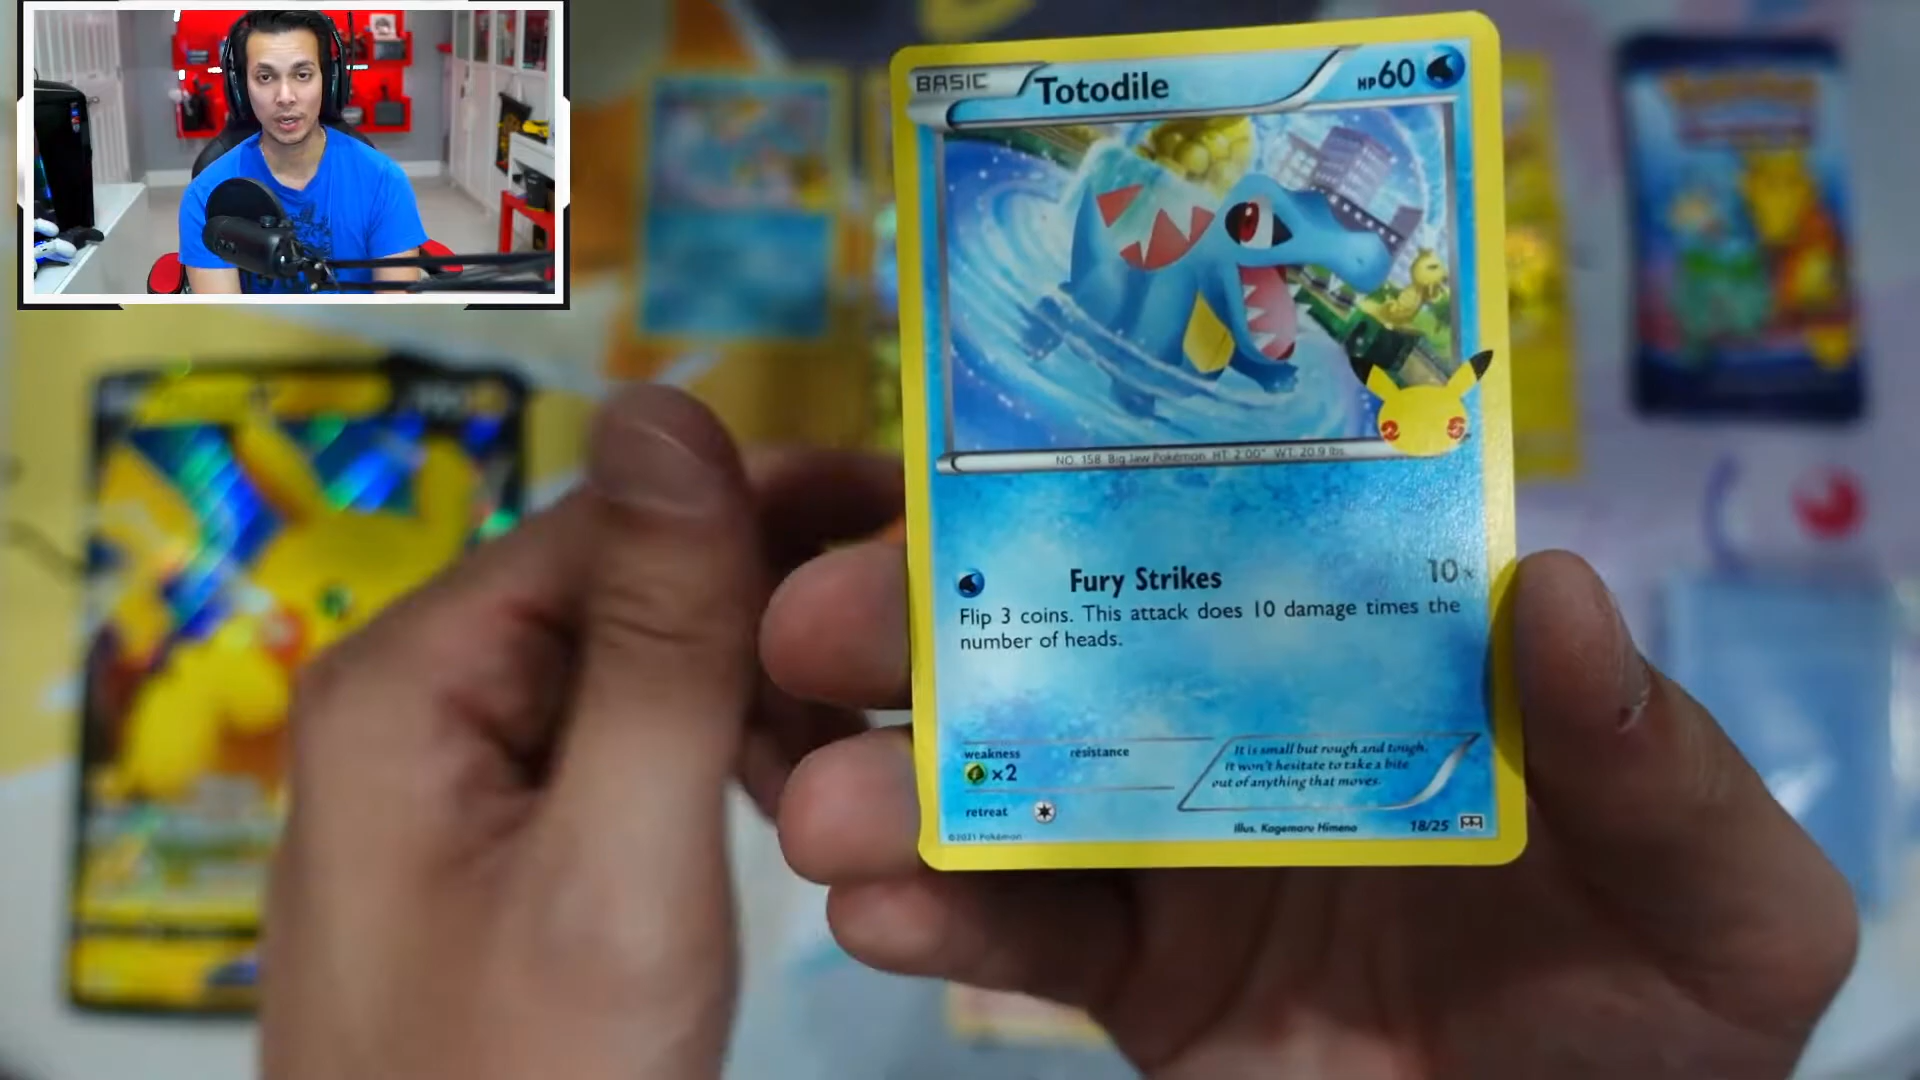 BASIC Totodile HP60
NO. 158 Big Jaw Pokémon HT: 2'00" WT: 20.9 lbs.
Fury Strikes 10×
Flip 3 coins. This attack does 10 damage times the
number of heads.
weakness resistance
×2
It is small but rough and tough.
It won't hesitate to take a bite
out of anything that moves.
retreat
©2021 Pokémon
Illus. Kagemaru Himeno 18/25